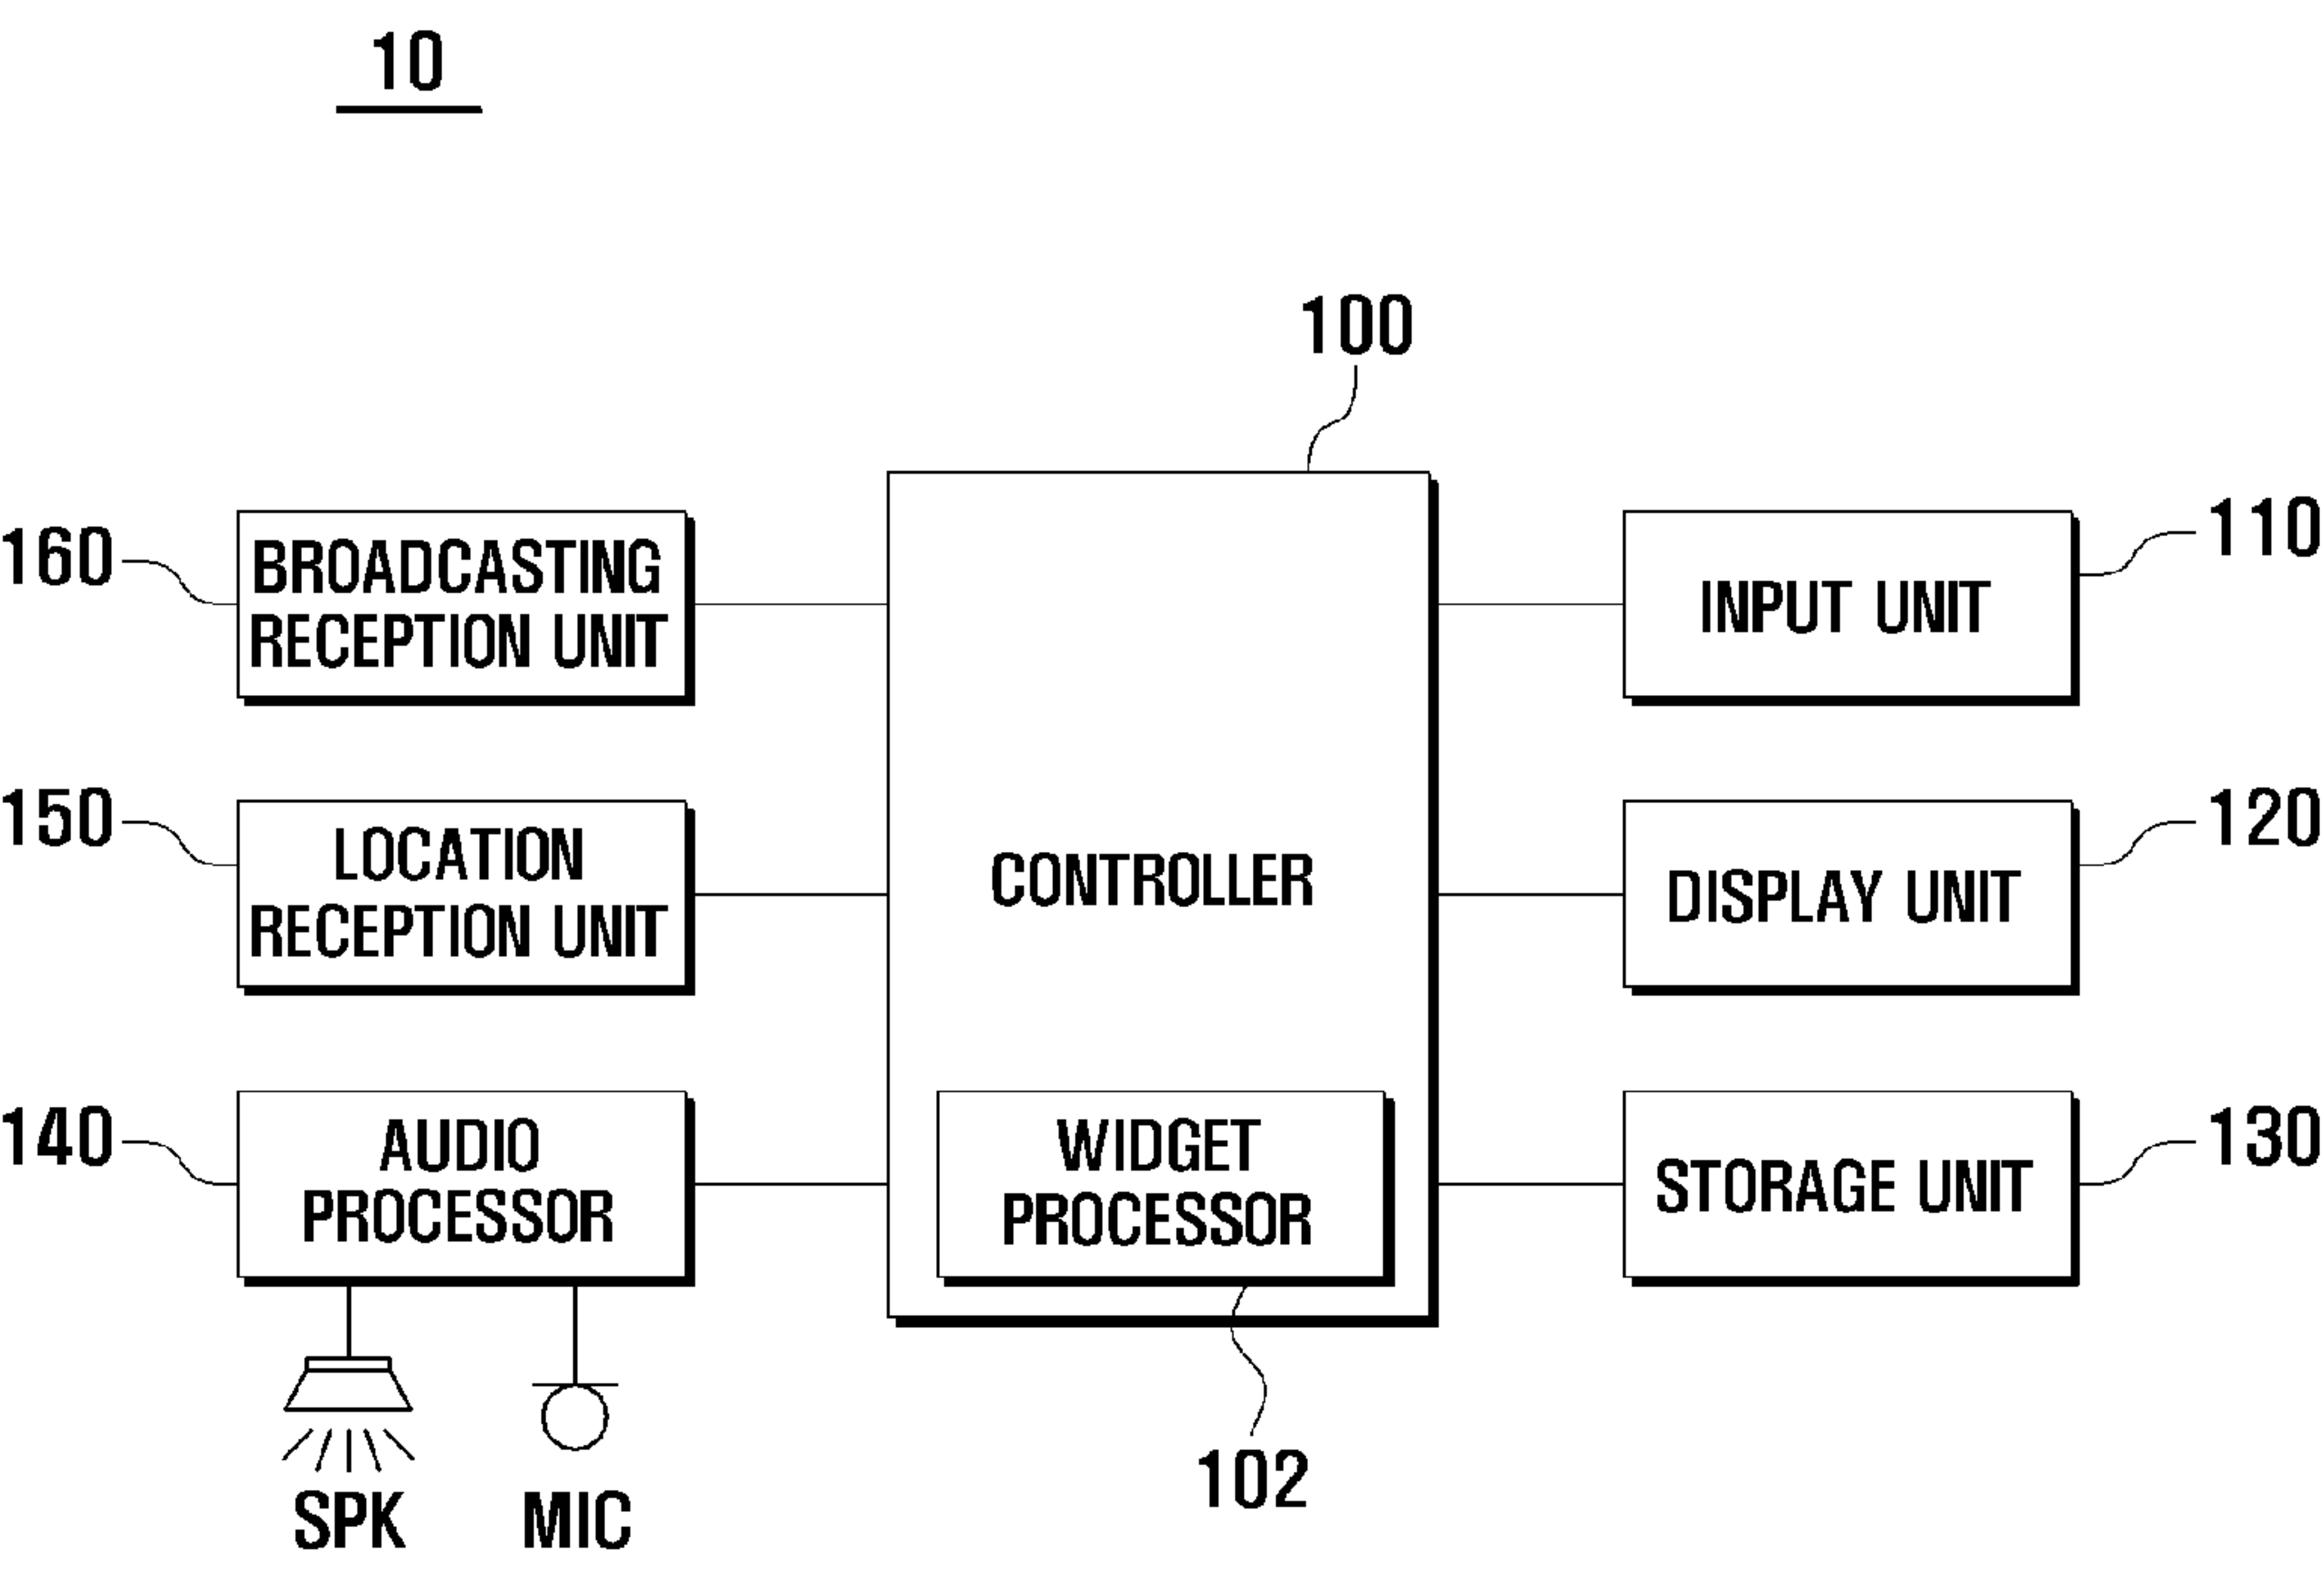 10
100
160
BROADCASTING
RECEPTION UNIT
INPUT UNIT
110
150
LOCATION
RECEPTION UNIT
CONTROLLER
DISPLAY UNIT
120
140
AUDIO
PROCESSOR
WIDGET
PROCESSOR
STORAGE UNIT
130
102
SPK
MIC